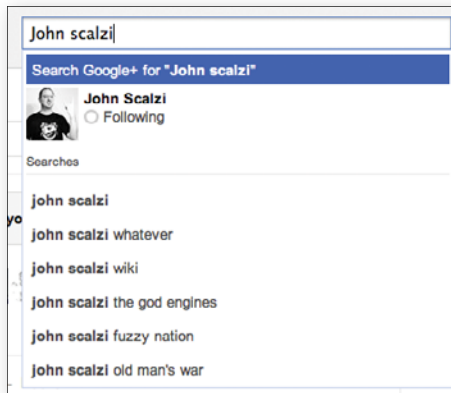 John scalzi
Search Google+ for "John scalzi"
John Scalzi
Following
Searches
john scalzi
yo
john scalzi whatever
john scalzi wiki
john scalzi the god engines
john scalzi fuzzy nation
john scalzi old man's war